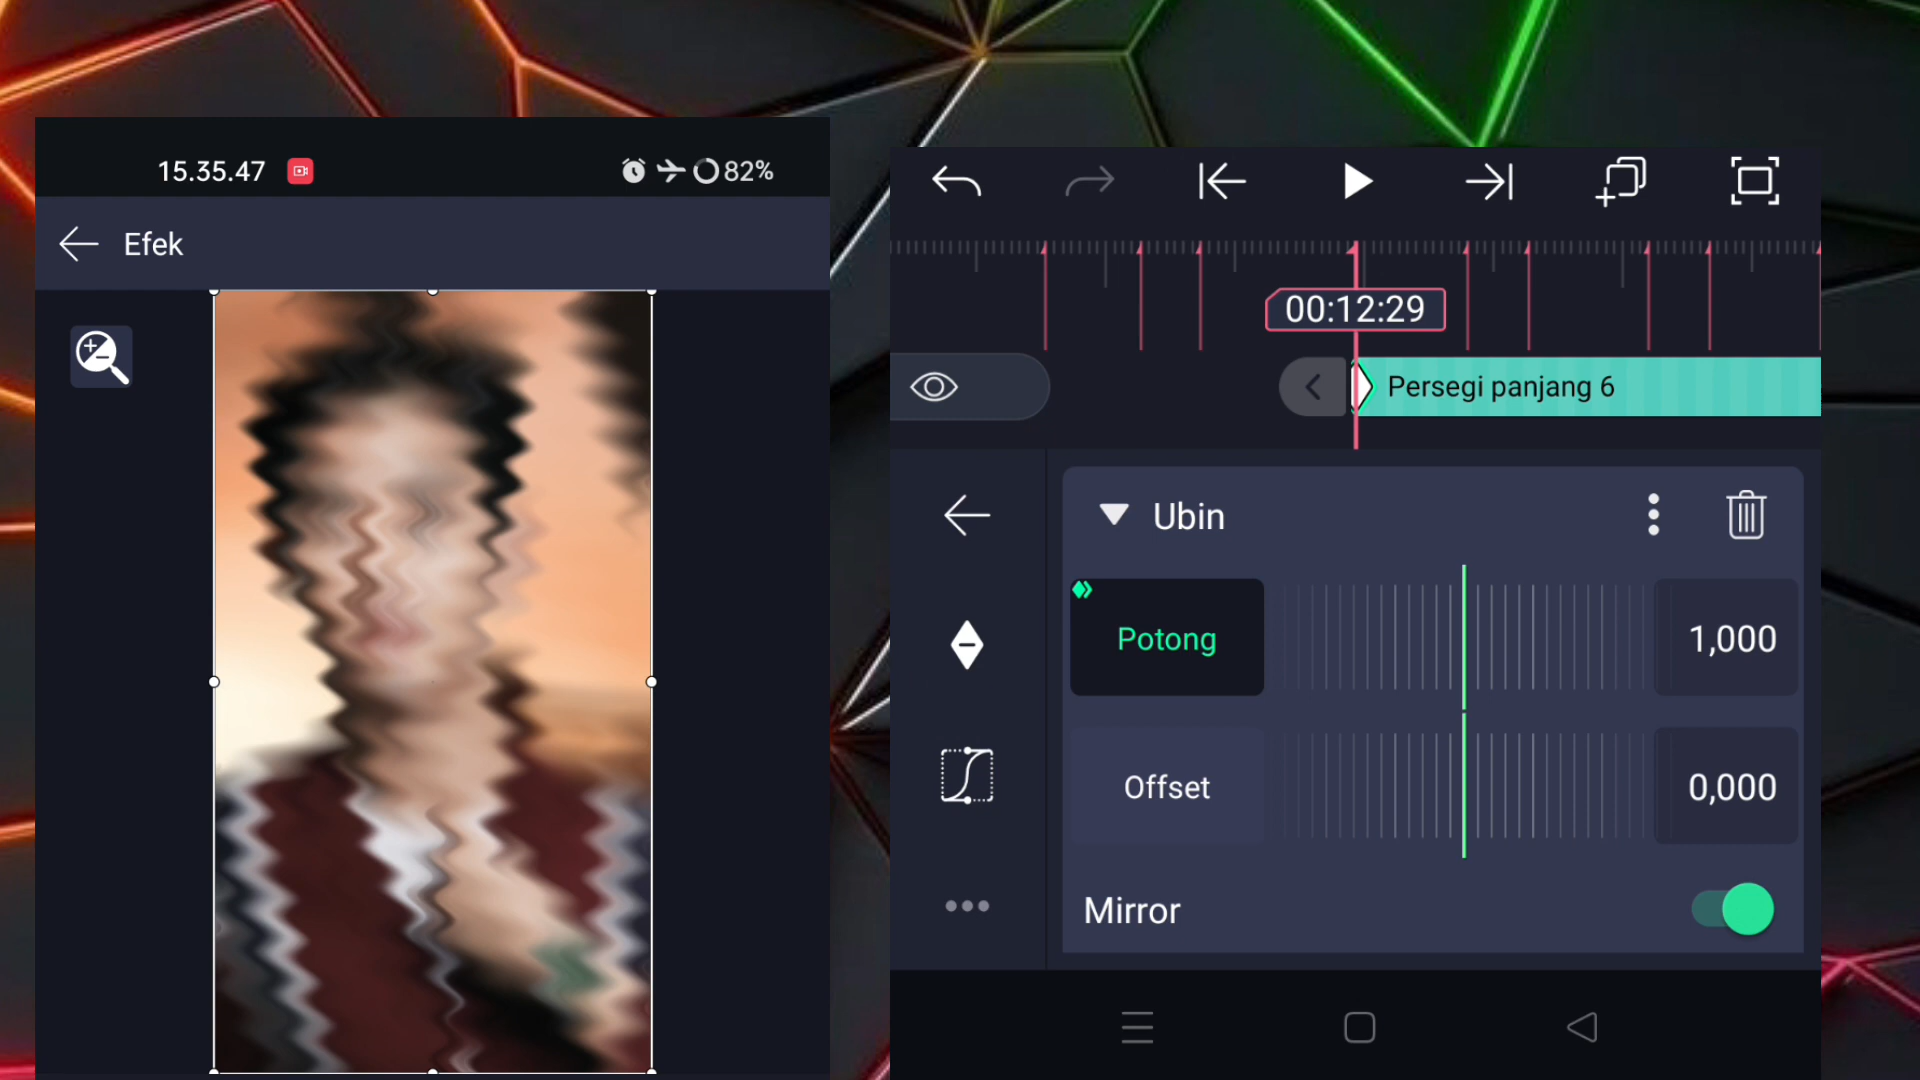 15.35.47
82%
Efek
00:12:29
Persegi panjang 6
Ubin
Potong
1,000
Offset
0,000
Mirror